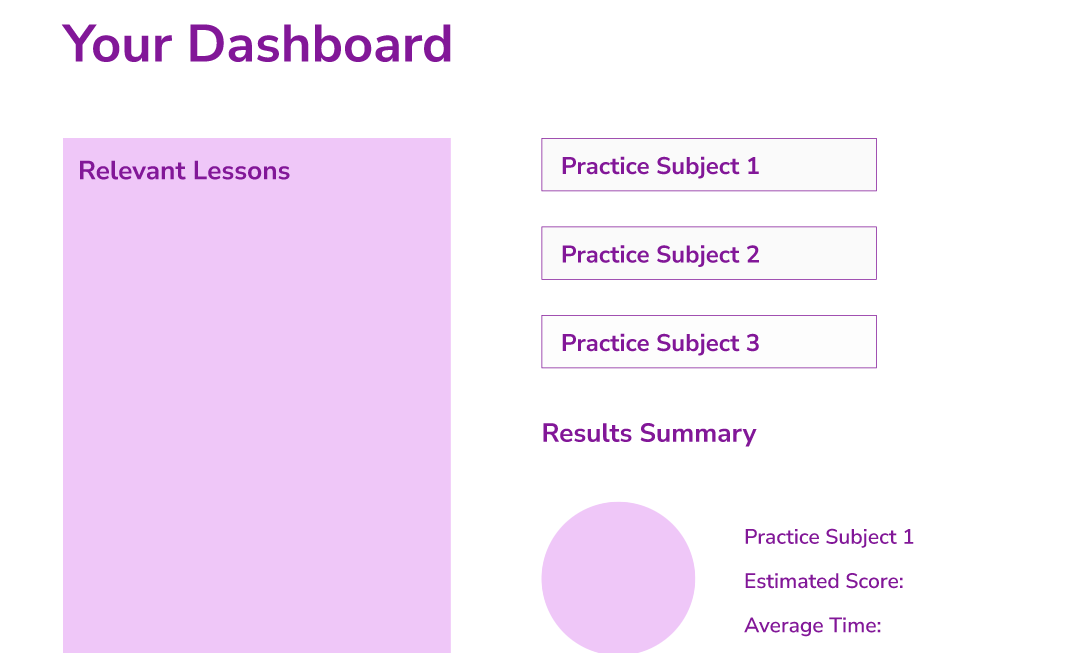 Your Dashboard
Relevant Lessons
Practice Subject 1
Practice Subject 2
Practice Subject 3
Results Summary
Practice Subject 1
Estimated Score:
Average Time: